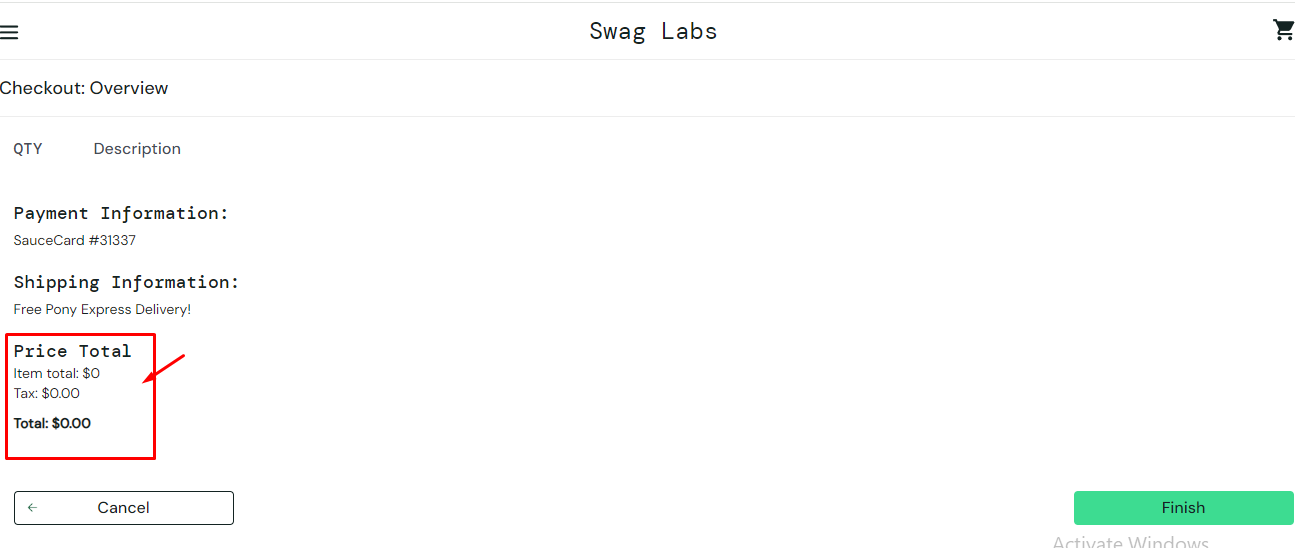 Swag Labs
Checkout: Overview
QTY Description
Payment Information:
SauceCard #31337
Shipping Information:
Free Pony Express Delivery!
Price Total
Item total: $0
Tax: $0.00
Total: $0.00
Cancel Finish
Activate Windows